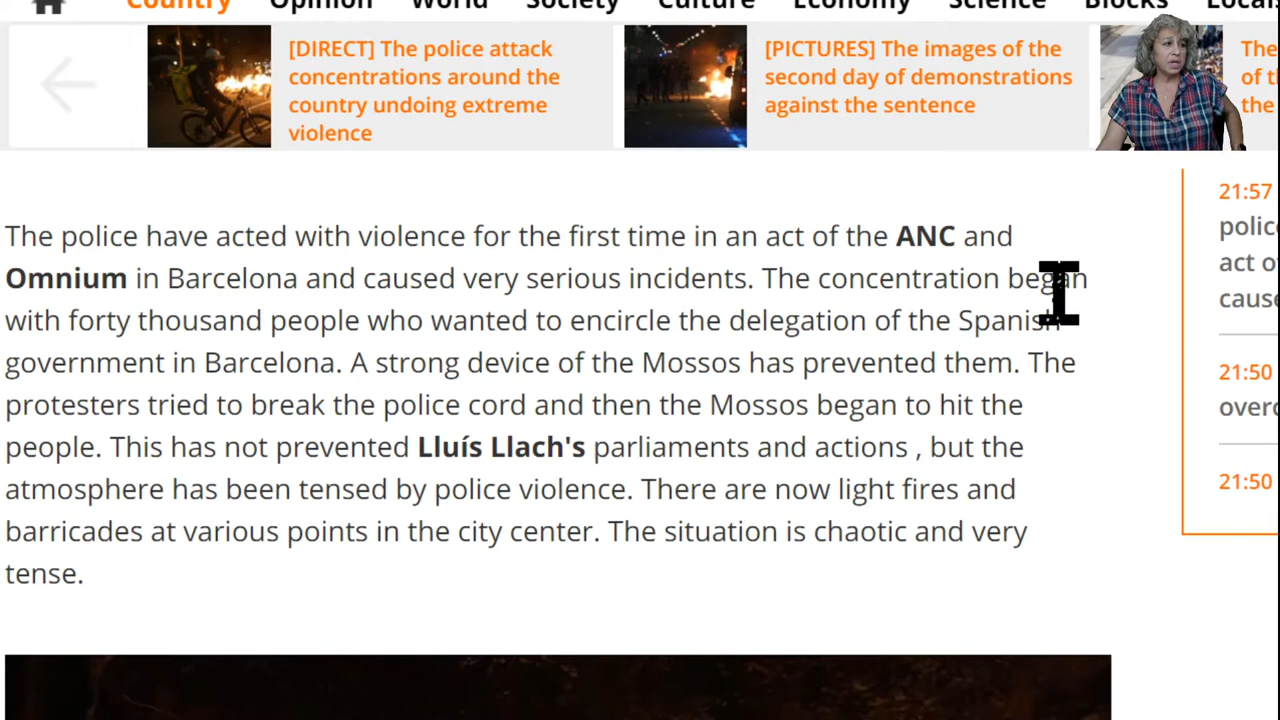 Country Opinion World Society Culture Economy Science Blocks Locals
[DIRECT] The police attack
concentrations around the
country undoing extreme
violence
[PICTURES] The images of the
second day of demonstrations
against the sentence
The
of t
the
The police have acted with violence for the first time in an act of the ANC and
Omnium in Barcelona and caused very serious incidents. The concentration began
with forty thousand people who wanted to encircle the delegation of the Spanish
government in Barcelona. A strong device of the Mossos has prevented them. The
protesters tried to break the police cord and then the Mossos began to hit the
people. This has not prevented Lluís Llach's parliaments and actions , but the
atmosphere has been tensed by police violence. There are now light fires and
barricades at various points in the city center. The situation is chaotic and very
tense.
21:57
polic
act o
cause
21:50
overc
21:50